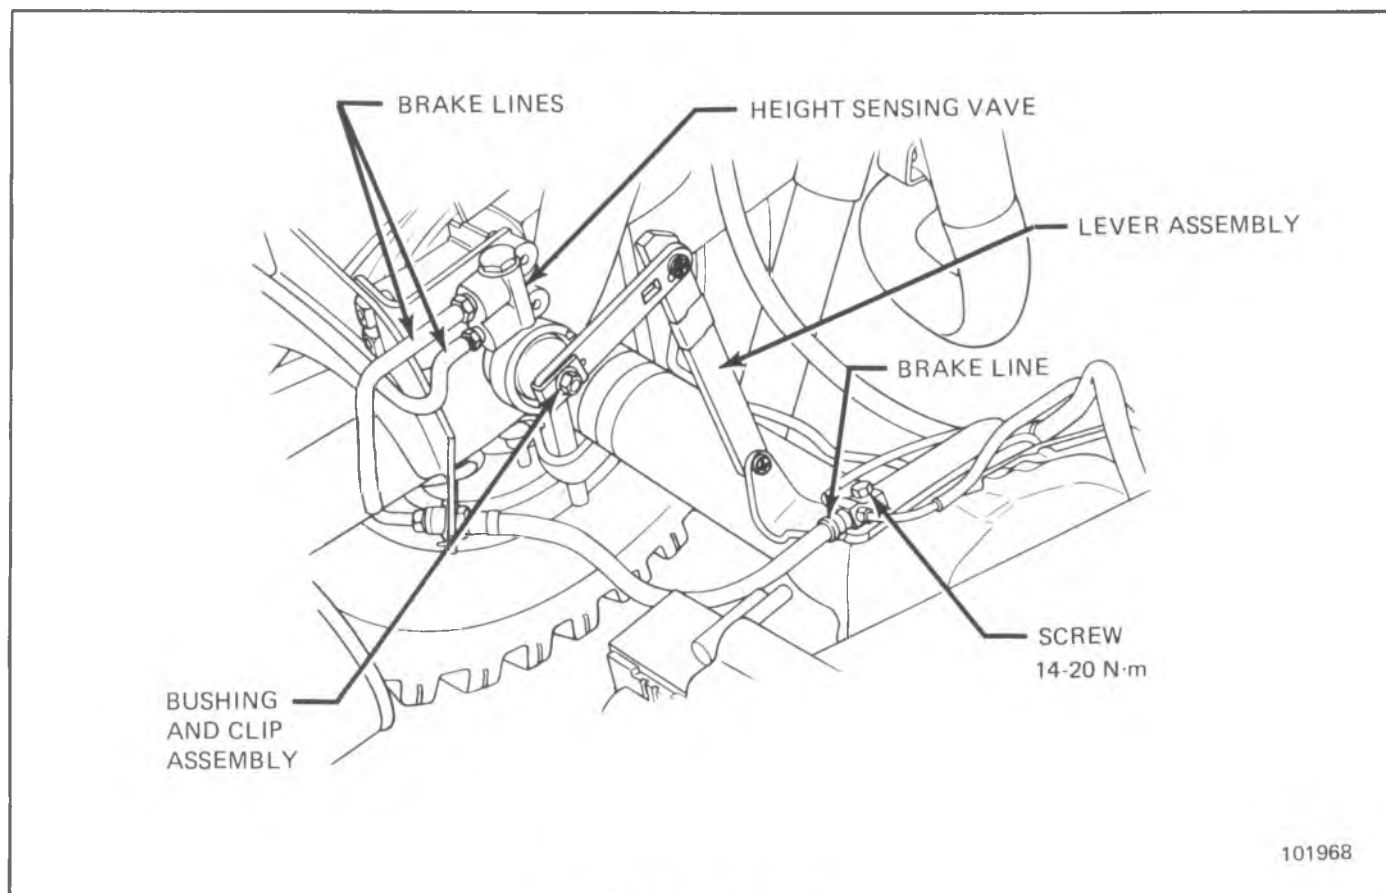 BRAKE LINES
HEIGHT SENSING VAVE
LEVER ASSEMBLY
BRAKE LINE
SCREW
14-20 N·m
BUSHING
AND CLIP
ASSEMBLY
101968